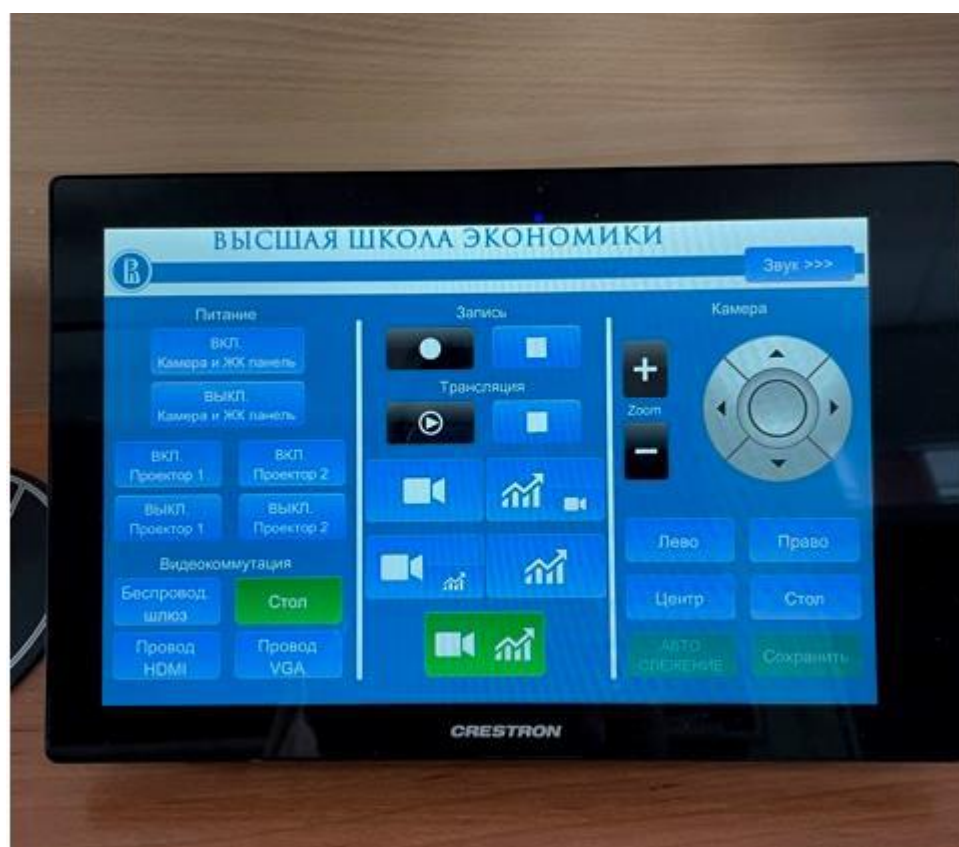 ВЫСШАЯ ШКОЛА ЭКОНОМИКИ
Звук >>>
Питание
ВКЛ.
Камера и ЖК панель
ВЫКЛ.
Камера и ЖК панель
ВКЛ.
Проектор 1
ВКЛ.
Проектор 2
ВЫКЛ.
Проектор 1
ВЫКЛ.
Проектор 2
Видеокоммутация
Беспровод.
шлюз
Стол
Провод
HDMI
Провод
VGA
Запись
Трансляция
Камера
Zoom
Лево
Право
Центр
Стол
АВТО
СЛЕЖЕНИЕ
Сохранить
CRESTRON